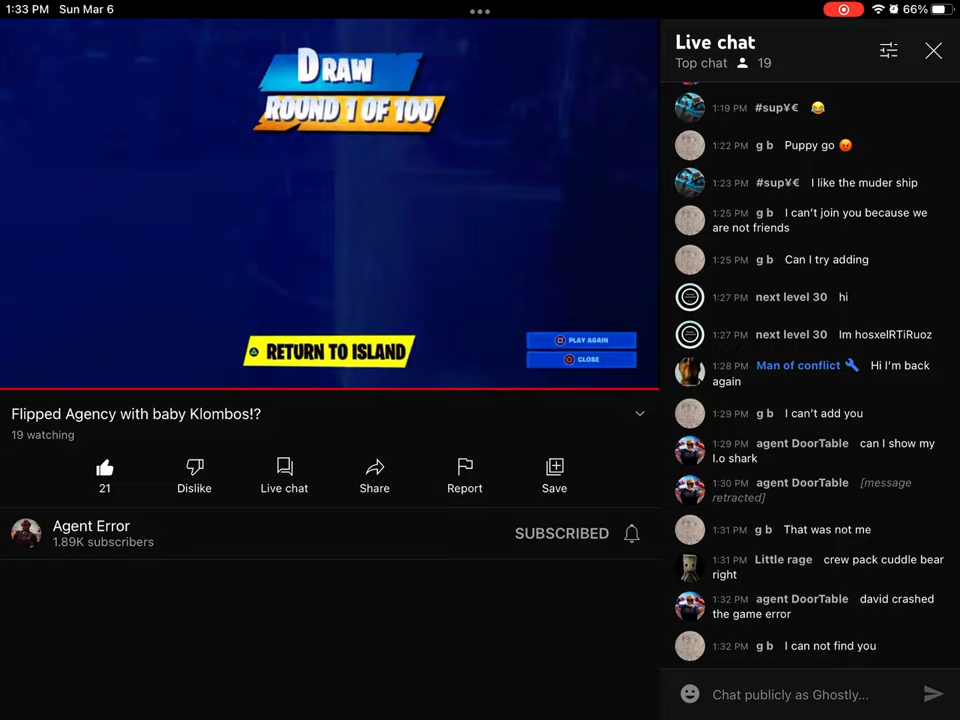 1:33 PM Sun Mar 6
66%
DRAW
ROUND 1 OF 100
RETURN TO ISLAND
PLAY AGAIN
CLOSE
Flipped Agency with baby Klombos!?
19 watching
21
Dislike
Live chat
Share
Report
Save
Agent Error
1.89K subscribers
SUBSCRIBED
Live chat
Top chat 19
1:19 PM #sup¥€ 😂
1:22 PM g b Puppy go 😡
1:23 PM #sup¥€ I like the muder ship
1:25 PM g b I can't join you because we
are not friends
1:25 PM g b Can I try adding
1:27 PM next level 30 hi
1:27 PM next level 30 Im hosxelRTiRuoz
1:28 PM Man of conflict Hi I'm back
again
1:29 PM g b I can't add you
1:29 PM agent DoorTable can I show my
I.o shark
1:30 PM agent DoorTable [message
retracted]
1:31 PM g b That was not me
1:31 PM Little rage crew pack cuddle bear
right
1:32 PM agent DoorTable david crashed
the game error
1:32 PM g b I can not find you
Chat publicly as Ghostly...